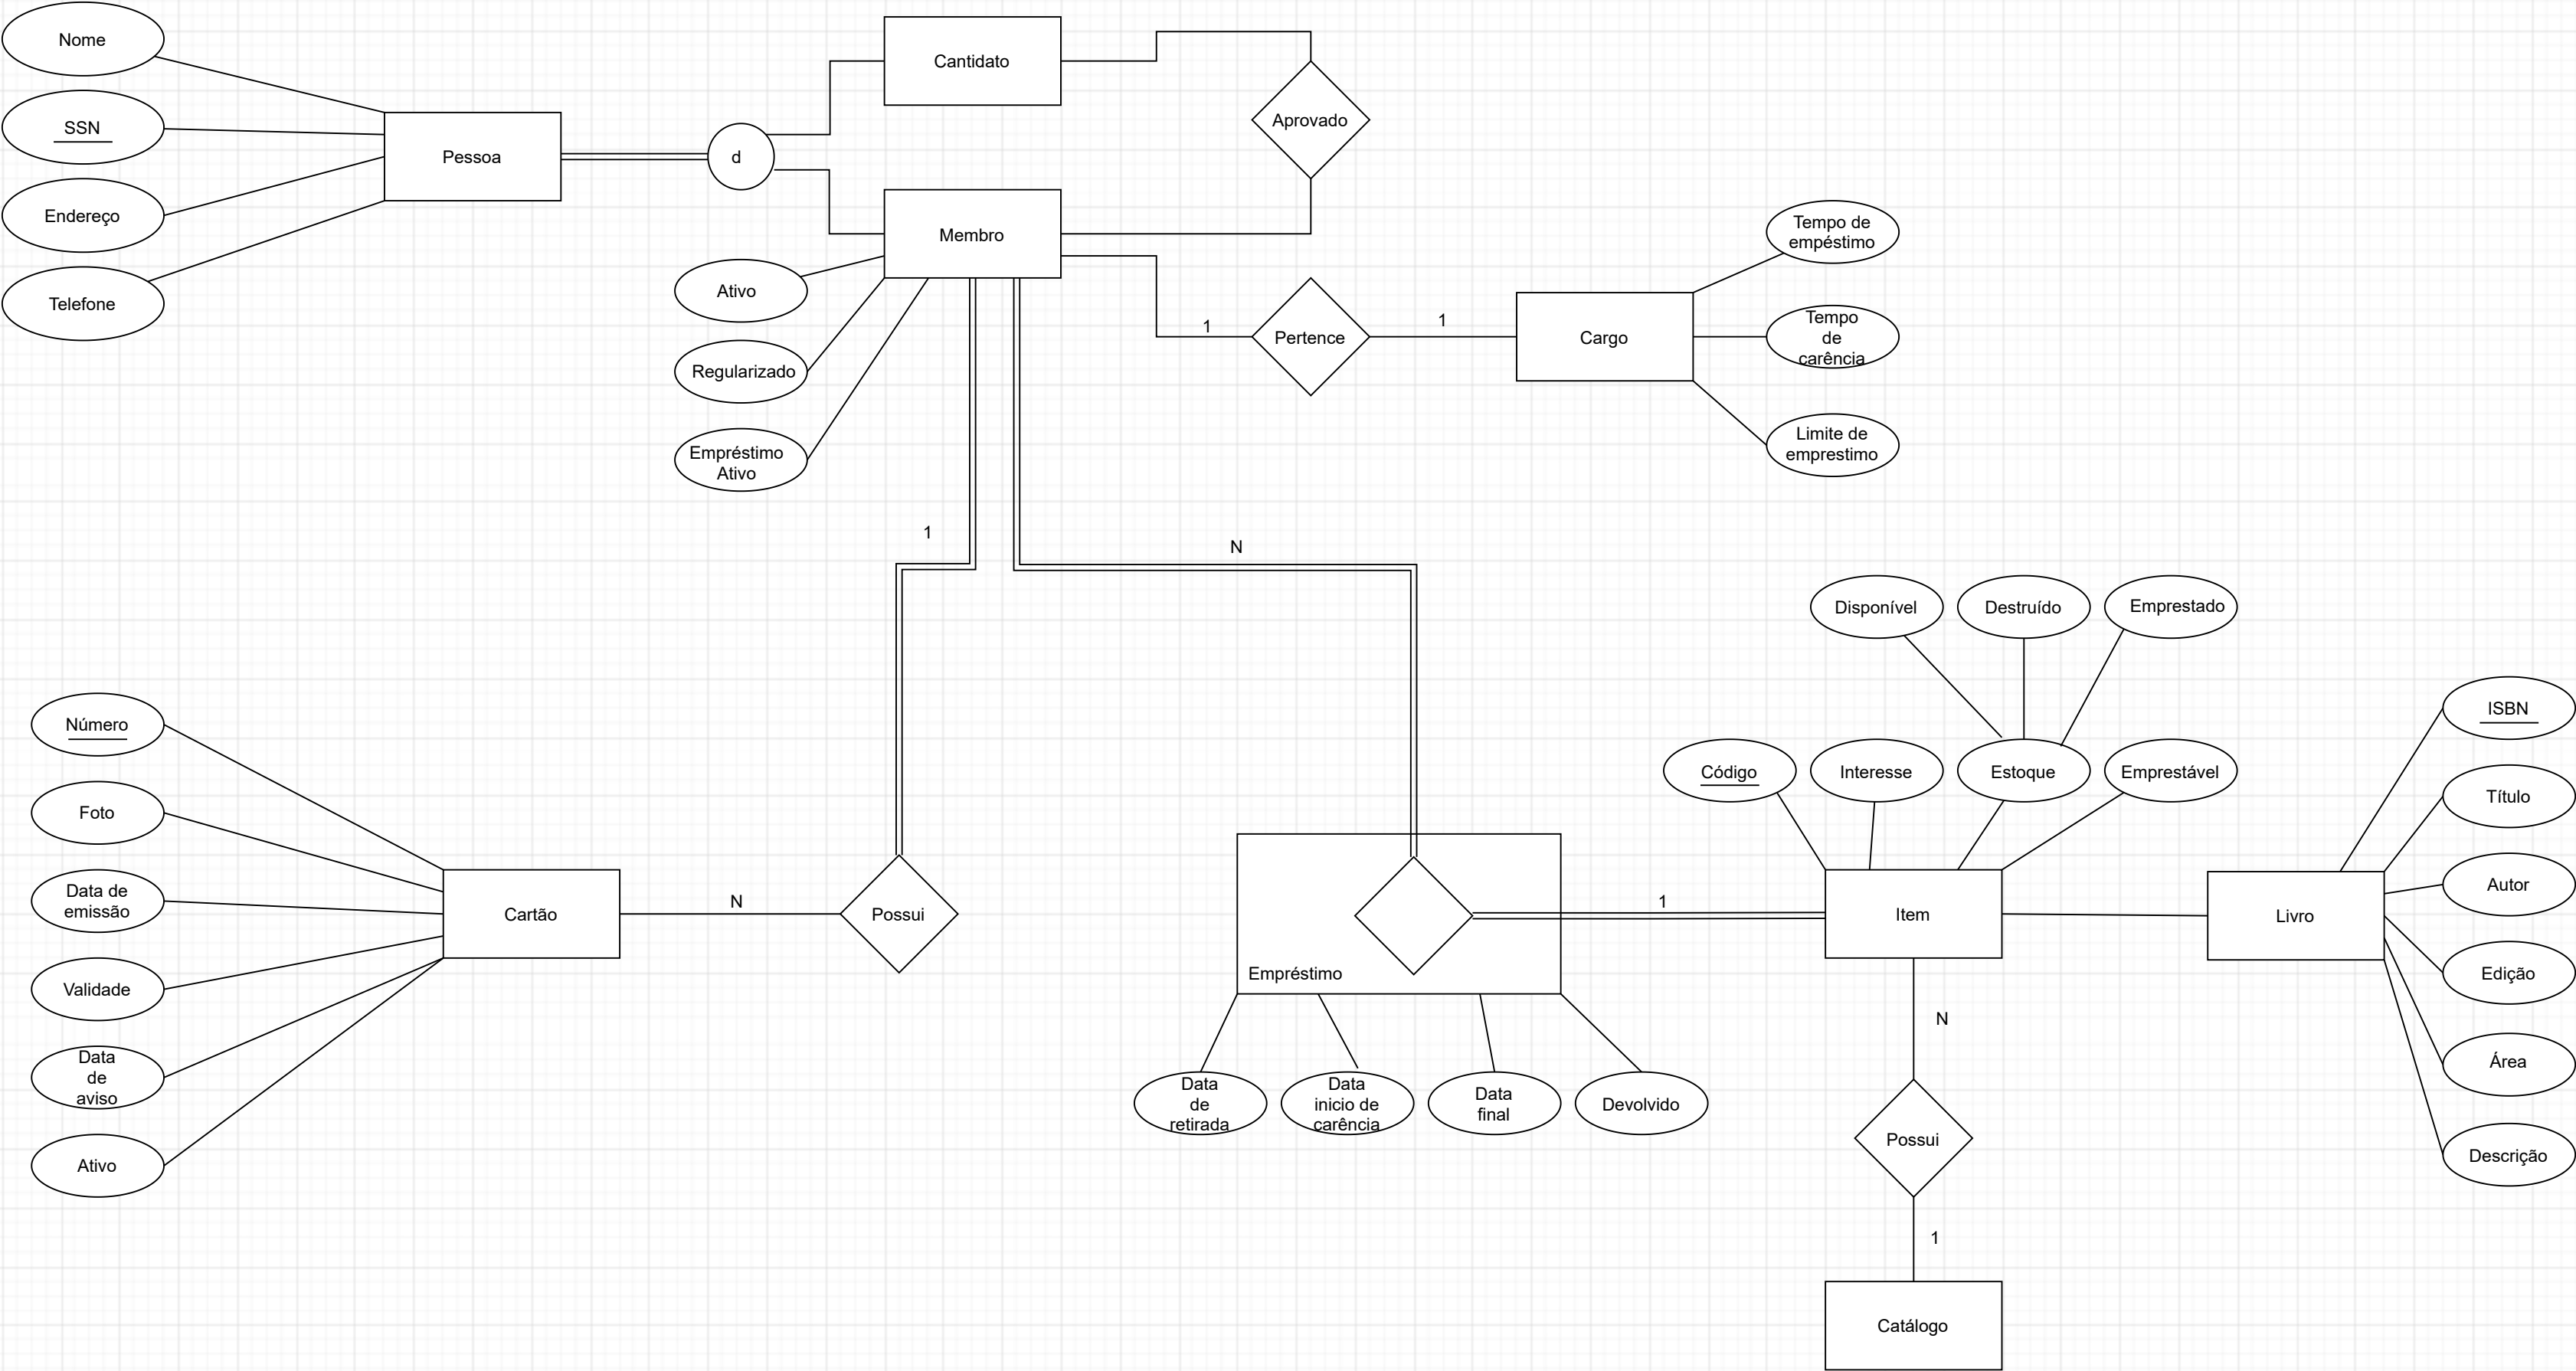 Nome
Cantidato
Aprovado
SSN
Pessoa
d
Endereço
Membro
Tempo de
empéstimo
Telefone
Ativo
1
Pertence
1
Cargo
Tempo
de
carência
Regularizado
Empréstimo
Ativo
Limite de
emprestimo
1
N
Disponível
Destruído
Emprestado
Número
ISBN
Código
Interesse
Estoque
Emprestável
Título
Foto
Data de
emissão
Cartão
N
Possui
Empréstimo
1
Item
Livro
Autor
Edição
Validade
N
Área
Data
de
aviso
Data
de
retirada
Data
inicio de
carência
Data
final
Devolvido
Possui
Descrição
Ativo
1
Catálogo